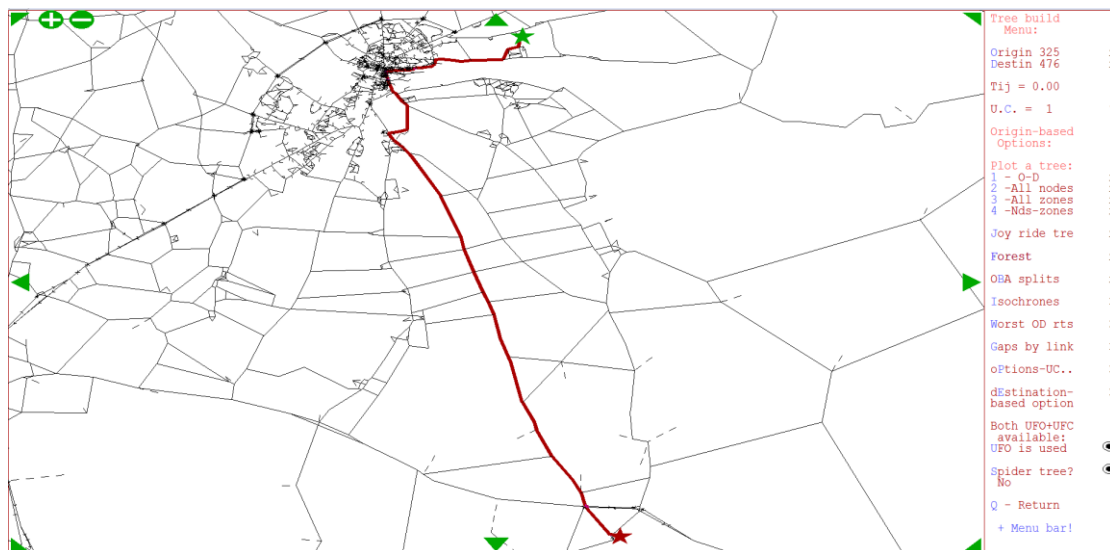 Tree build
Menu:
Origin 325
Destin 476
Tij = 0.00
U.C. = 1
Origin-based
Options:
Plot a tree:
1 - O-D
2 -All nodes
3 -All zones
4 -Nds-zones
Joy ride tre
Forest
OBA splits
Isochrones
Worst OD rts
Gaps by link
oPtions-UC..
dEstination-
based option
Both UFO+UFC
available:
UFO is used
Spider tree?
No
Q - Return
+ Menu bar!